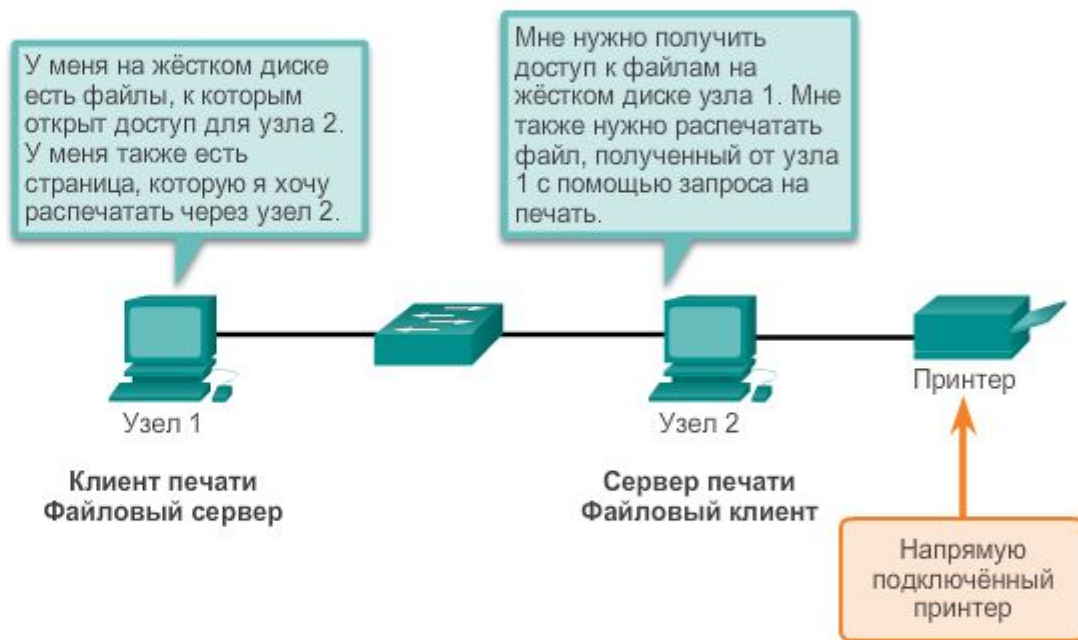 У меня на жёстком диске
есть файлы, к которым
открыт доступ для узла 2.
У меня также есть
страница, которую я хочу
распечатать через узел 2.
Мне нужно получить
доступ к файлам на
жёстком диске узла 1. Мне
также нужно распечатать
файл, полученный от узла
1 с помощью запроса на
печать.
Узел 1
Узел 2
Принтер
Клиент печати
Файловый сервер
Сервер печати
Файловый клиент
Напрямую
подключённый
принтер